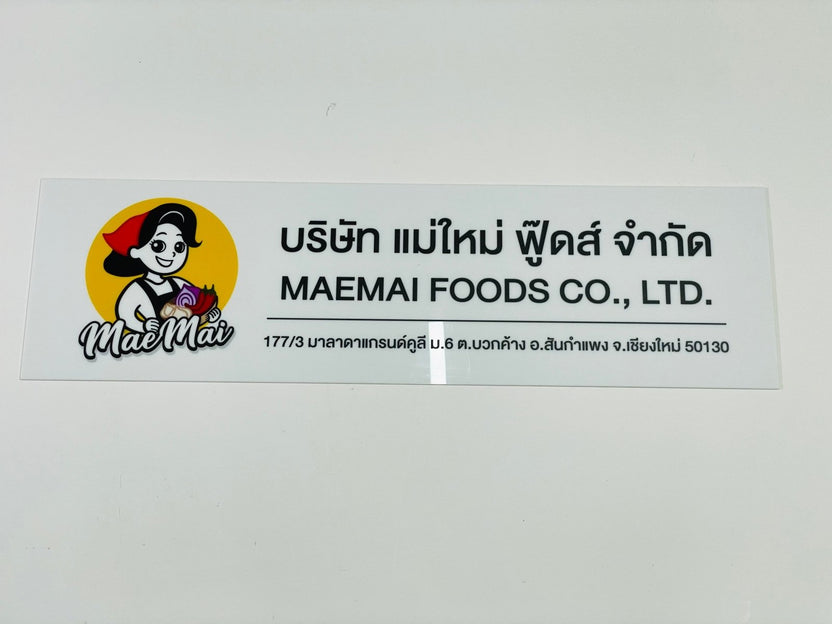 MaeMai
บริษัท แม่ใหม่ ฟู๊ดส์ จำกัด
MAEMAI FOODS CO., LTD.
177/3 มาลาดาแกรนด์คูลี ม.6 ต.บวกค้าง อ.สันกำแพง จ.เชียงใหม่ 50130